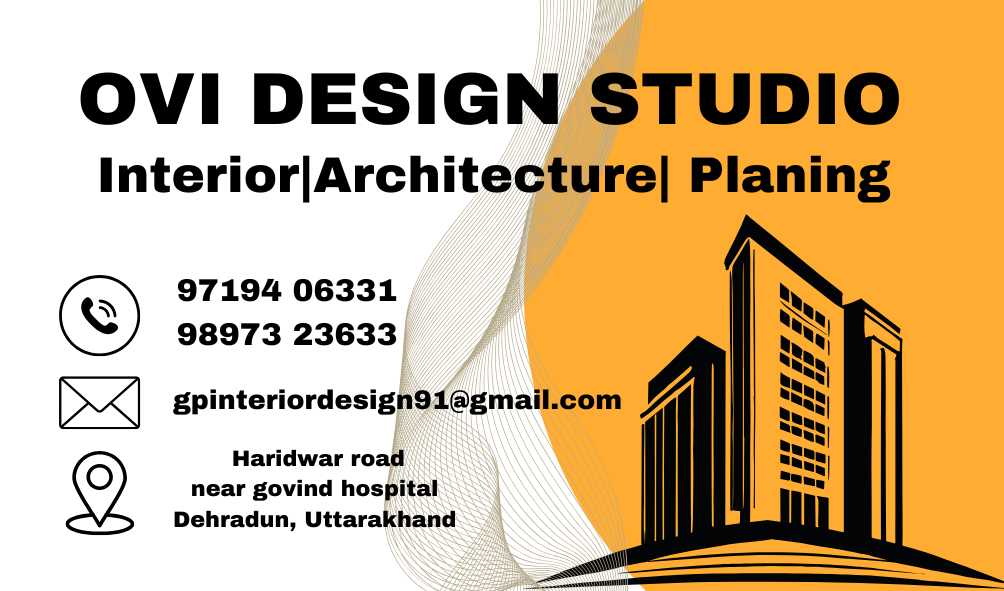 OVI DESIGN STUDIO
Interior|Architecture| Planing
97194 06331
98973 23633
gpinteriordesign91@gmail.com
Haridwar road
near govind hospital
Dehradun, Uttarakhand